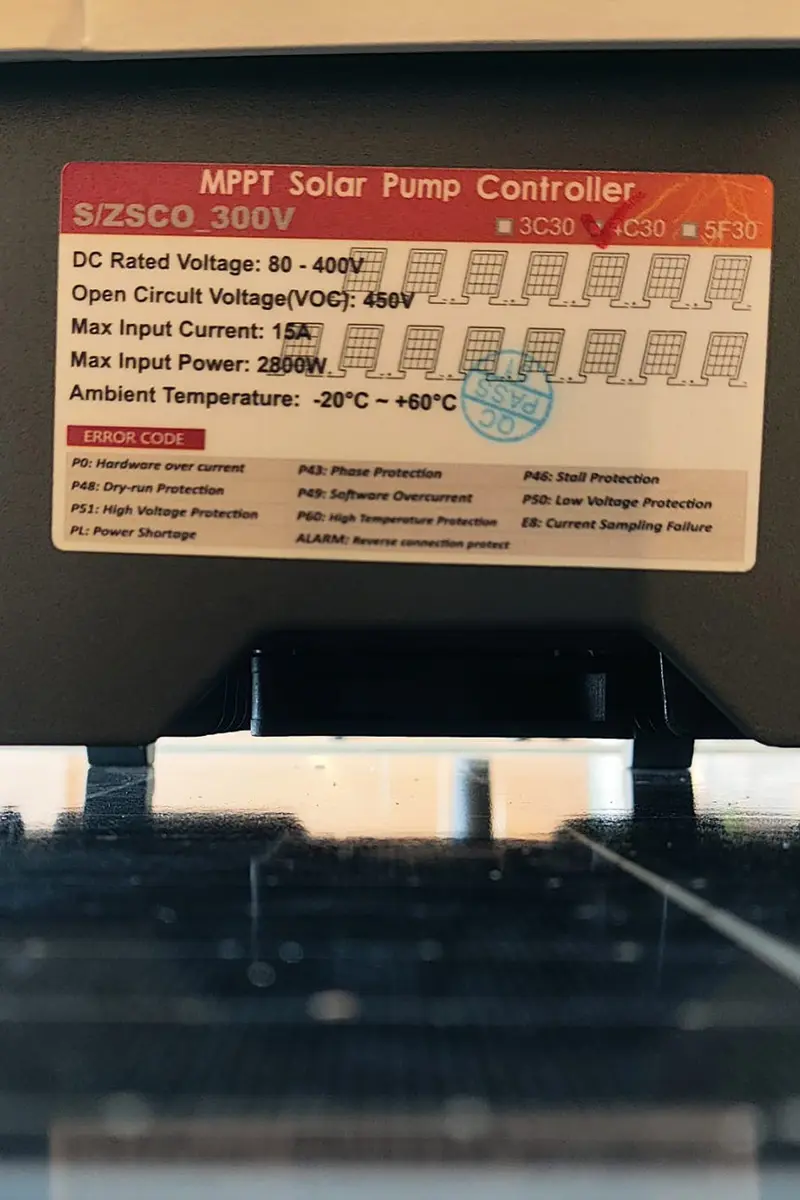 MPPT Solar Pump Controller
S/ZSCO_300V 3C30 4C30 5F30
DC Rated Voltage: 80 - 400V
Open Circult Voltage(VOC): 450V
Max Input Current: 15A
Max Input Power: 2800W
Ambient Temperature: -20°C ~ +60°C
QC PASS
ERROR CODE
P0: Hardware over current P43: Phase Protection P46: Stall Protection
P48: Dry-run Protection P49: Software Overcurrent P50: Low Voltage Protection
P51: High Voltage Protection P60: High Temperature Protection E8: Current Sampling Failure
PL: Power Shortage ALARM: Reverse connection protect